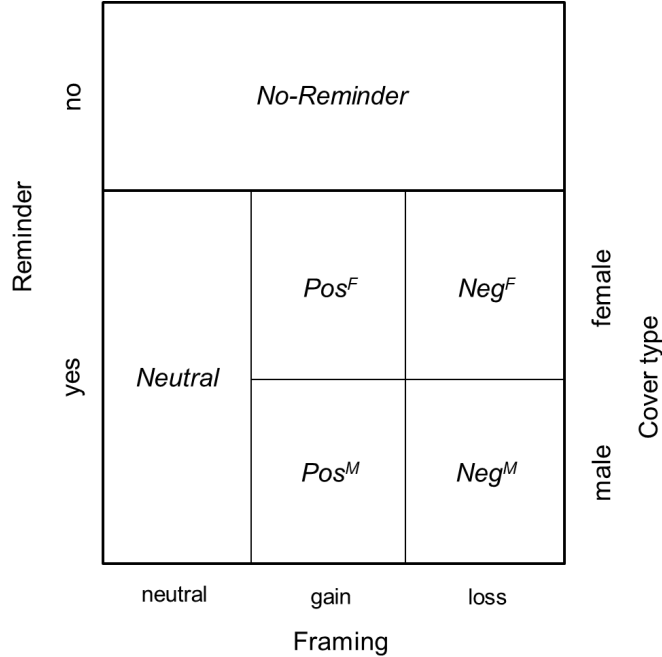 no
No-Reminder
Reminder
yes
Neutral
Pos^F
Neg^F
Pos^M
Neg^M
female
male
Cover type
neutral
gain
loss
Framing